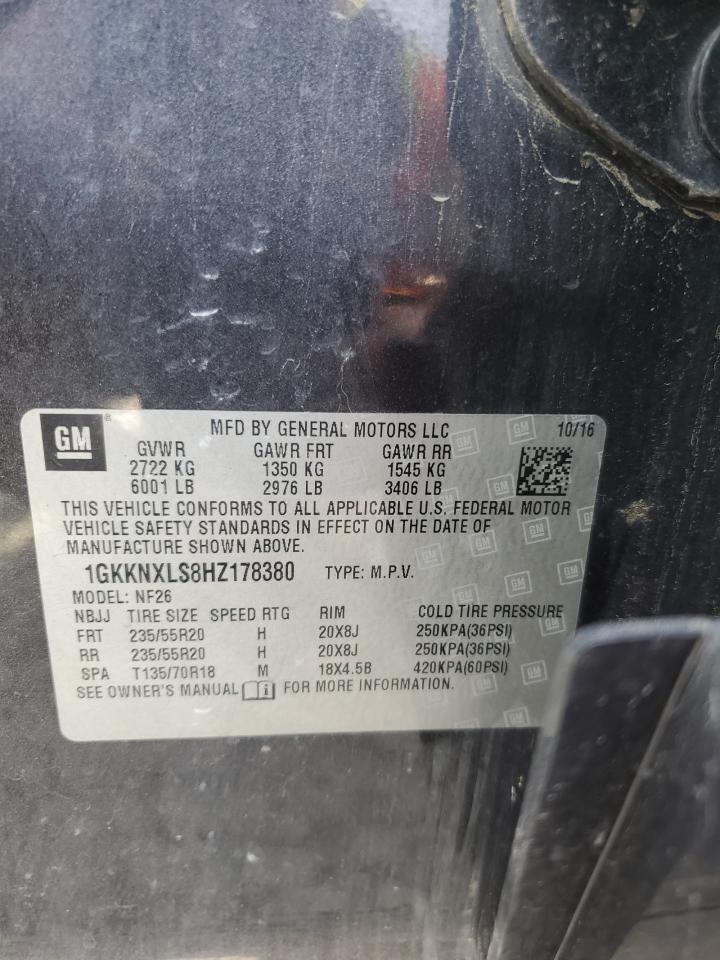 GM ® MFD BY GENERAL MOTORS LLC 10/16
GVWR GAWR FRT GAWR RR
2722 KG 1350 KG 1545 KG
6001 LB 2976 LB 3406 LB
THIS VEHICLE CONFORMS TO ALL APPLICABLE U.S. FEDERAL MOTOR
VEHICLE SAFETY STANDARDS IN EFFECT ON THE DATE OF
MANUFACTURE SHOWN ABOVE.
1GKKNXLS8HZ178380 TYPE: M.P.V.
MODEL: NF26
NBJJ TIRE SIZE SPEED RTG RIM COLD TIRE PRESSURE
FRT 235/55R20 H 20X8J 250KPA(36PSI)
RR 235/55R20 H 20X8J 250KPA(36PSI)
SPA T135/70R18 M 18X4.5B 420KPA(60PSI)
SEE OWNER'S MANUAL FOR MORE INFORMATION.